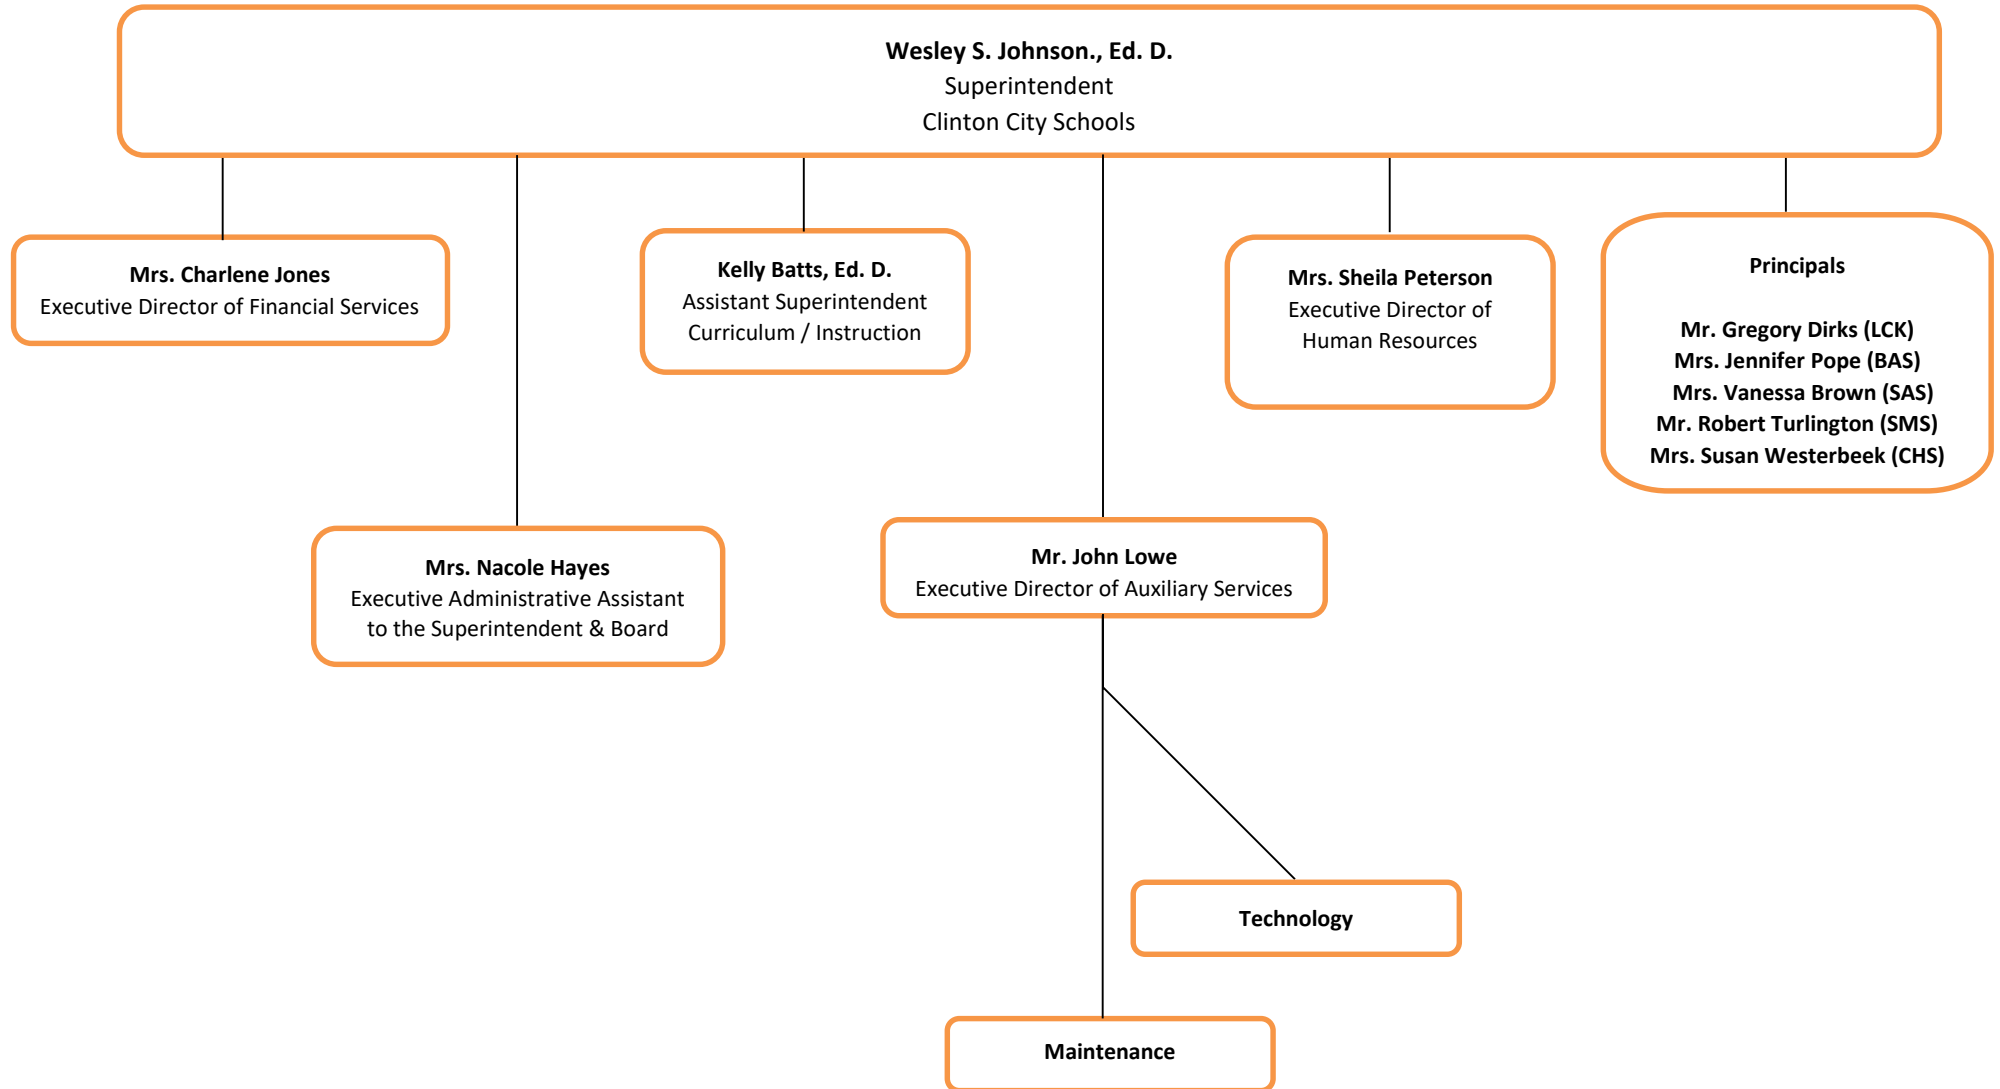 Wesley S. Johnson., Ed. D.
Superintendent
Clinton City Schools
Mrs. Charlene Jones
Executive Director of Financial Services
Kelly Batts, Ed. D.
Assistant Superintendent
Curriculum / Instruction
Mrs. Sheila Peterson
Executive Director of
Human Resources
Principals
Mr. Gregory Dirks (LCK)
Mrs. Jennifer Pope (BAS)
Mrs. Vanessa Brown (SAS)
Mr. Robert Turlington (SMS)
Mrs. Susan Westerbeek (CHS)
Mrs. Nacole Hayes
Executive Administrative Assistant
to the Superintendent & Board
Mr. John Lowe
Executive Director of Auxiliary Services
Technology
Maintenance